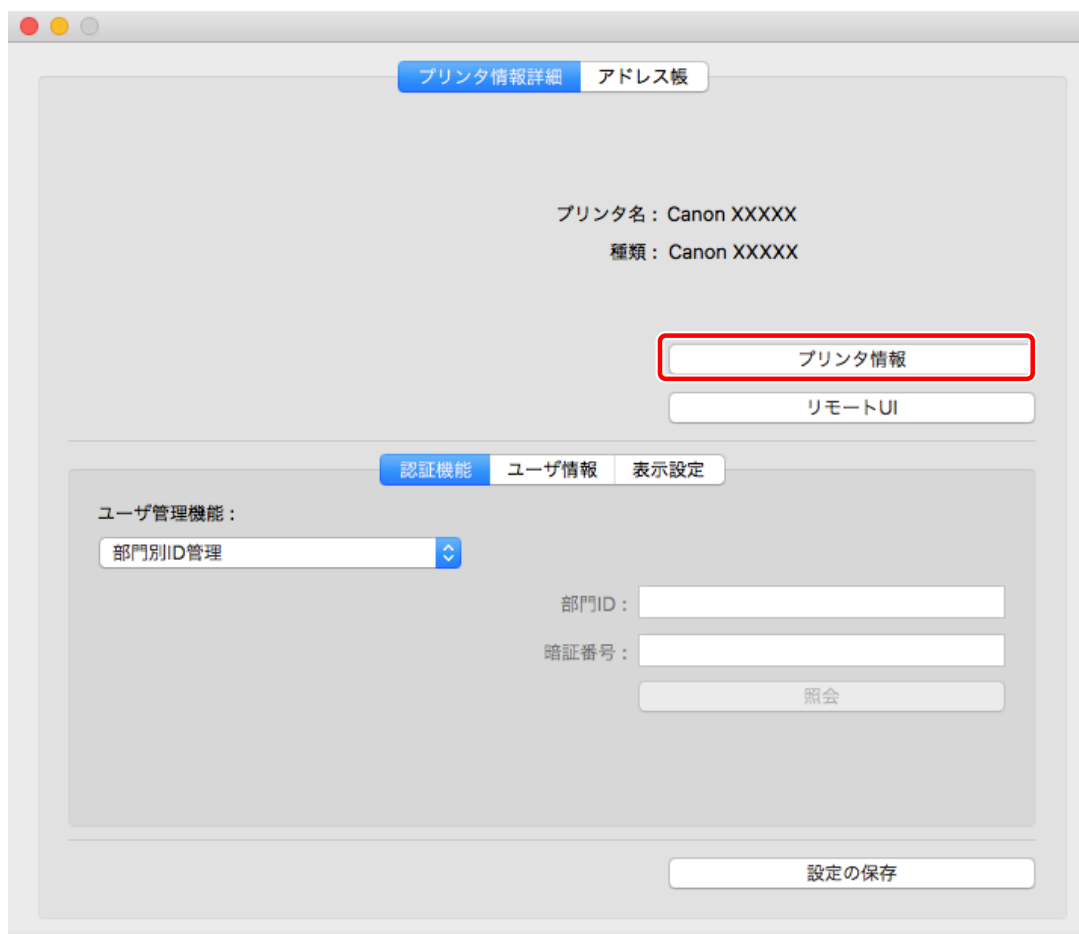 プリンタ情報詳細 アドレス帳
プリンタ名： Canon XXXXX
種類： Canon XXXXX
プリンタ情報
リモートUI
認証機能 ユーザ情報 表示設定
ユーザ管理機能：
部門別ID管理
部門ID：
暗証番号：
照会
設定の保存